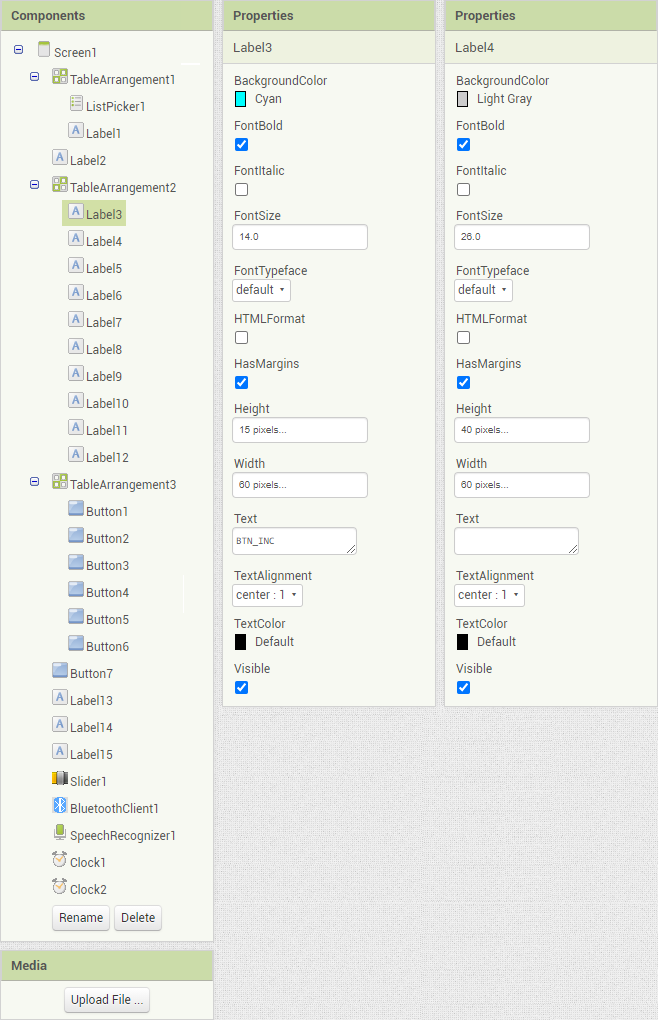 Components
Screen1
TableArrangement1
ListPicker1
A Label1
A Label2
TableArrangement2
A Label3
A Label4
A Label5
A Label6
A Label7
A Label8
A Label9
A Label10
A Label11
A Label12
TableArrangement3
Button1
Button2
Button3
Button4
Button5
Button6
Button7
A Label13
A Label14
A Label15
Slider1
BluetoothClient1
SpeechRecognizer1
Clock1
Clock2
Rename Delete
Media
Upload File ...
Properties
Label3
BackgroundColor
Cyan
FontBold
FontItalic
FontSize
14.0
FontTypeface
default
HTMLFormat
HasMargins
Height
15 pixels...
Width
60 pixels...
Text
BTN_INC
TextAlignment
center : 1
TextColor
Default
Visible
Properties
Label4
BackgroundColor
Light Gray
FontBold
FontItalic
FontSize
26.0
FontTypeface
default
HTMLFormat
HasMargins
Height
40 pixels...
Width
60 pixels...
Text
TextAlignment
center : 1
TextColor
Default
Visible